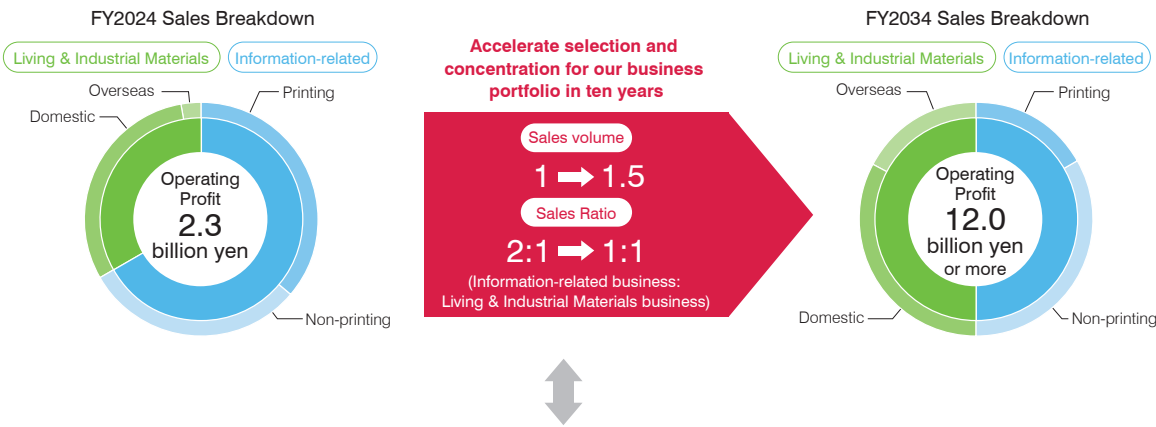 FY2024 Sales Breakdown
Living & Industrial Materials
Information-related
Overseas
Printing
Domestic
Operating
Profit
2.3
billion yen
Non-printing
Accelerate selection and
concentration for our business
portfolio in ten years
Sales volume
1 ➡ 1.5
Sales Ratio
2:1 ➡ 1:1
(Information-related business:
Living & Industrial Materials business)
FY2034 Sales Breakdown
Living & Industrial Materials
Information-related
Overseas
Printing
Operating
Profit
12.0
billion yen
or more
Domestic
Non-printing